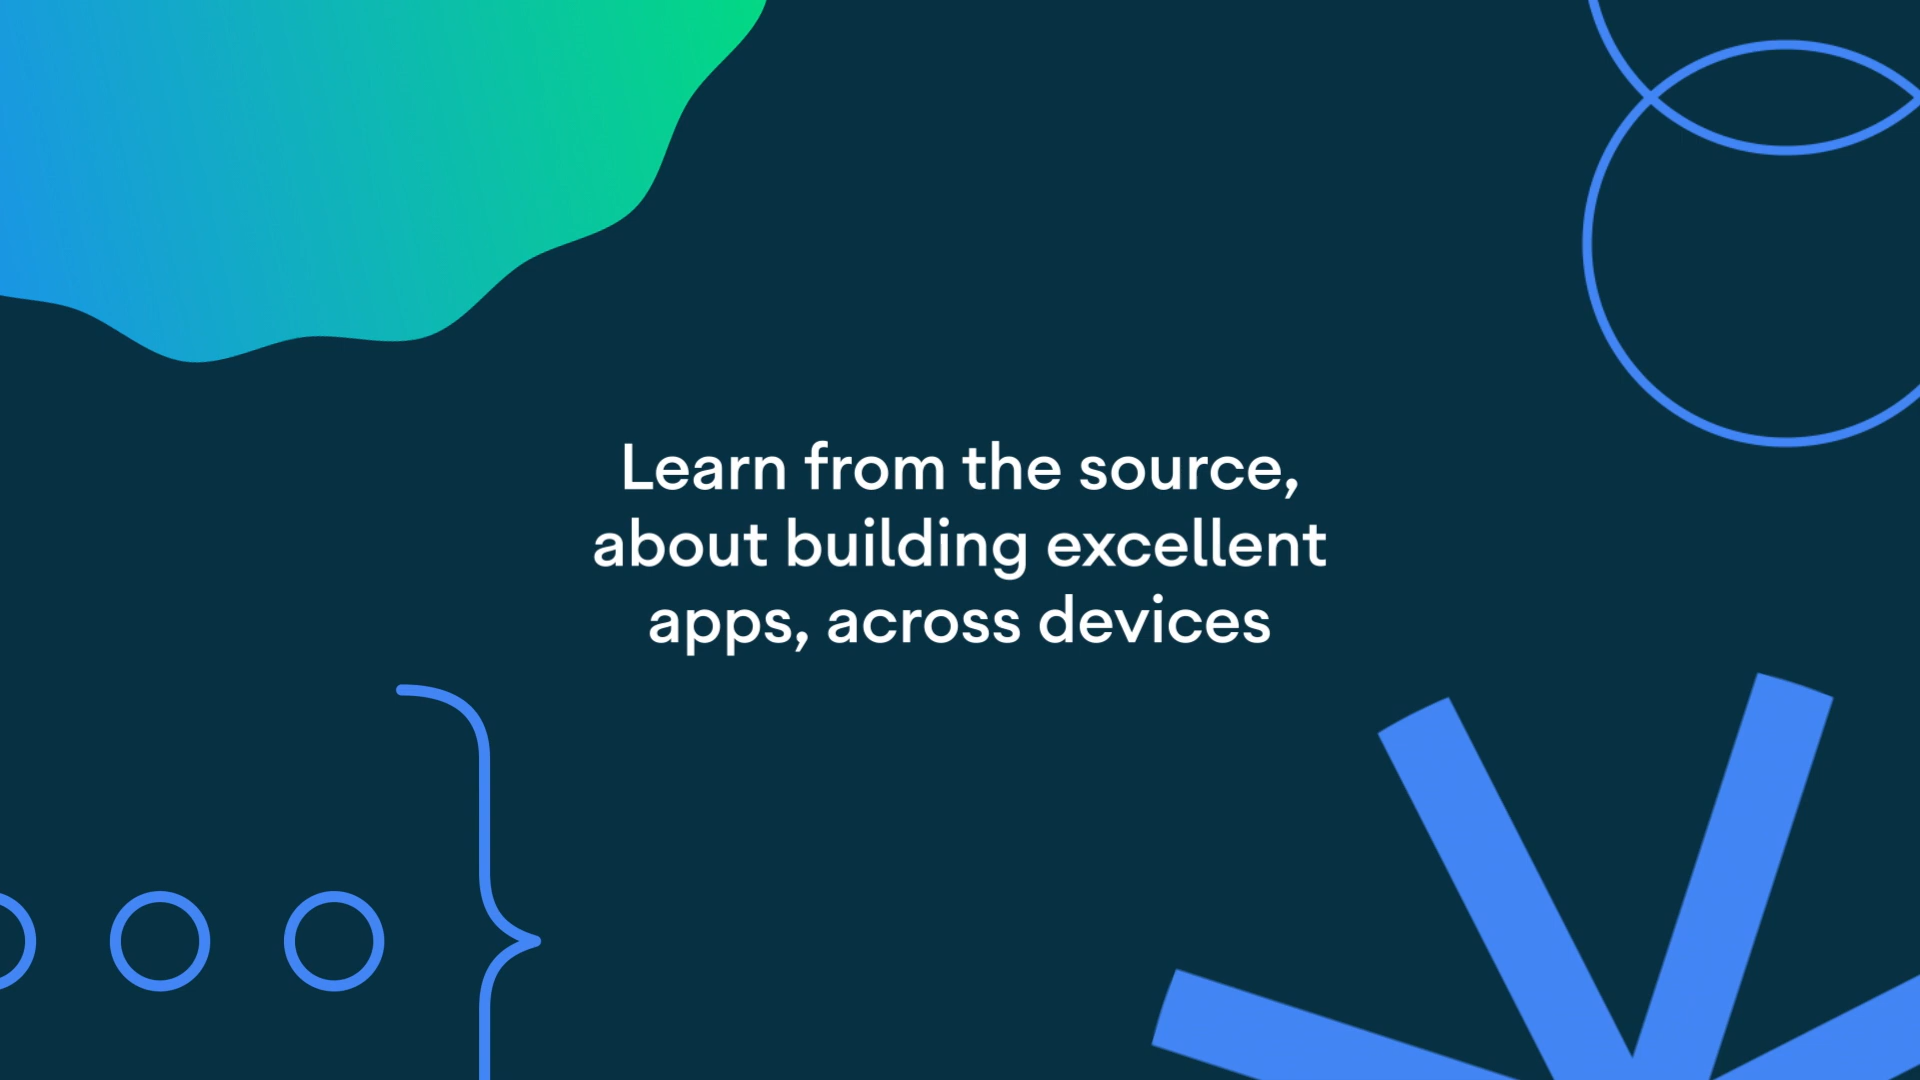 Learn from the source,
about building excellent
apps, across devices